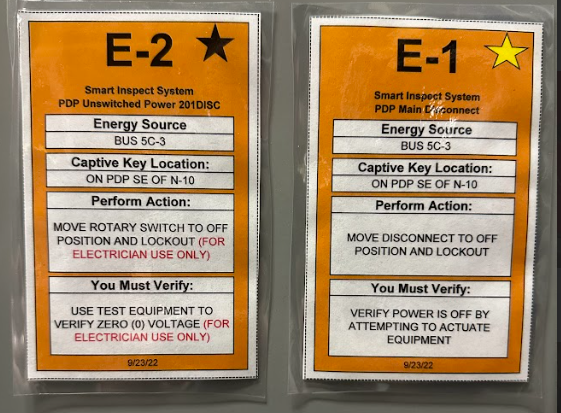 E-2
Smart Inspect System
PDP Unswitched Power 201DISC
Energy Source
BUS 5C-3
Captive Key Location:
ON PDP SE OF N-10
Perform Action:
MOVE ROTARY SWITCH TO OFF
POSITION AND LOCKOUT (FOR
ELECTRICIAN USE ONLY)
You Must Verify:
USE TEST EQUIPMENT TO
VERIFY ZERO (0) VOLTAGE (FOR
ELECTRICIAN USE ONLY)
9/23/22
E-1
Smart Inspect System
PDP Main Disconnect
Energy Source
BUS 5C-3
Captive Key Location:
ON PDP SE OF N-10
Perform Action:
MOVE DISCONNECT TO OFF
POSITION AND LOCKOUT
You Must Verify:
VERIFY POWER IS OFF BY
ATTEMPTING TO ACTUATE
EQUIPMENT
9/23/22